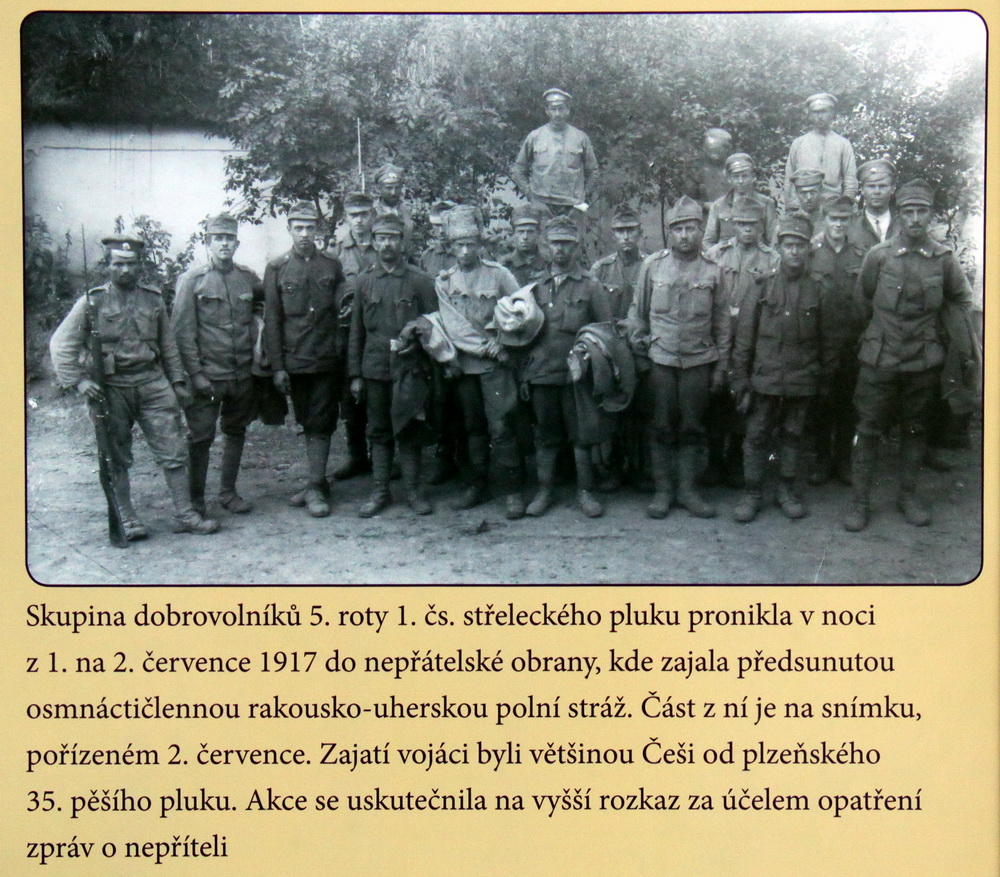 Skupina dobrovolníků 5. roty 1. čs. střeleckého pluku pronikla v noci
z 1. na 2. července 1917 do nepřátelské obrany, kde zajala předsunutou
osmnáctičlennou rakousko-uherskou polní stráž. Část z ní je na snímku,
pořízeném 2. července. Zajatí vojáci byli většinou Češi od plzeňského
35. pěšího pluku. Akce se uskutečnila na vyšší rozkaz za účelem opatření
zpráv o nepříteli